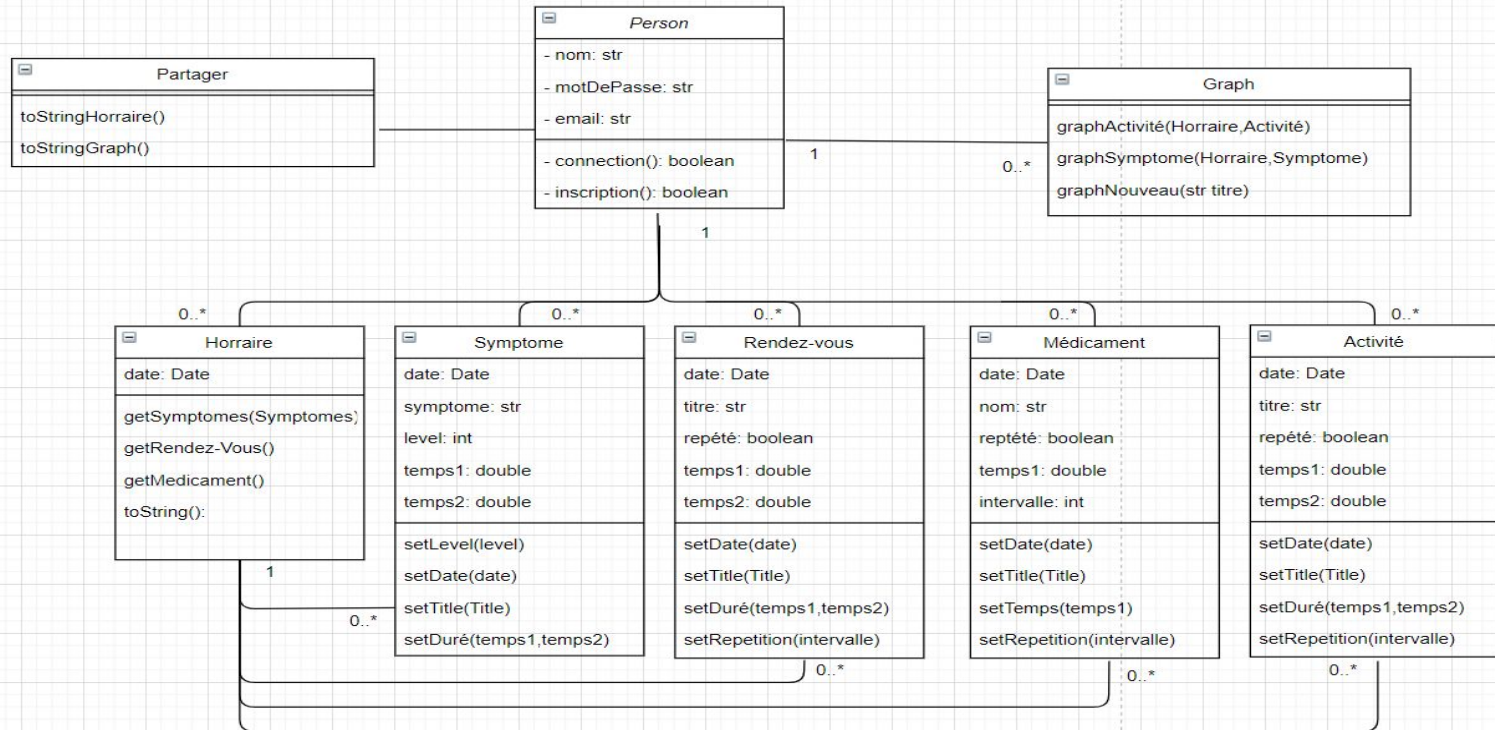 Person
- nom: str
- motDePasse: str
- email: str
- connection(): boolean
- inscription(): boolean
Partager
toStringHorraire()
toStringGraph()
Graph
graphActivité(Horraire,Activité)
graphSymptome(Horraire,Symptome)
graphNouveau(str titre)
1
0..*
1
0..*
0..*
0..*
0..*
0..*
Horraire
date: Date
getSymptomes(Symptomes)
getRendez-Vous()
getMedicament()
toString():
Symptome
date: Date
symptome: str
level: int
temps1: double
temps2: double
setLevel(level)
setDate(date)
setTitle(Title)
setDuré(temps1,temps2)
Rendez-vous
date: Date
titre: str
repété: boolean
temps1: double
temps2: double
setDate(date)
setTitle(Title)
setDuré(temps1,temps2)
setRepetition(intervalle)
Médicament
date: Date
nom: str
reptété: boolean
temps1: double
intervalle: int
setDate(date)
setTitle(Title)
setTemps(temps1)
setRepetition(intervalle)
Activité
date: Date
titre: str
repété: boolean
temps1: double
temps2: double
setDate(date)
setTitle(Title)
setDuré(temps1,temps2)
setRepetition(intervalle)
1
0..*
0..*
0..*
0..*